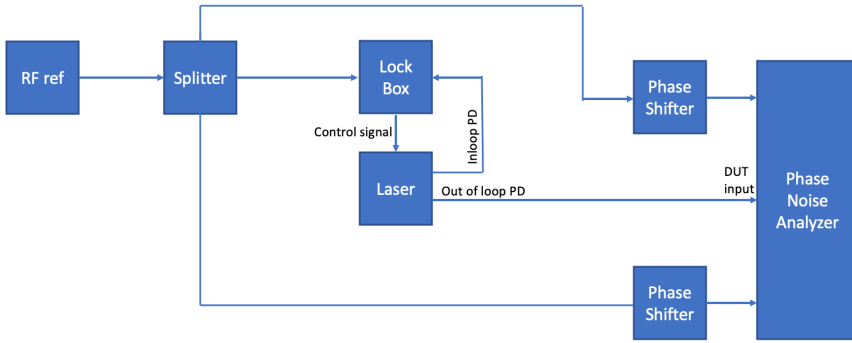 RF ref
Splitter
Lock
Box
Phase
Shifter
Control signal
Inloop PD
Laser
Out of loop PD
DUT
input
Phase
Noise
Analyzer
Phase
Shifter